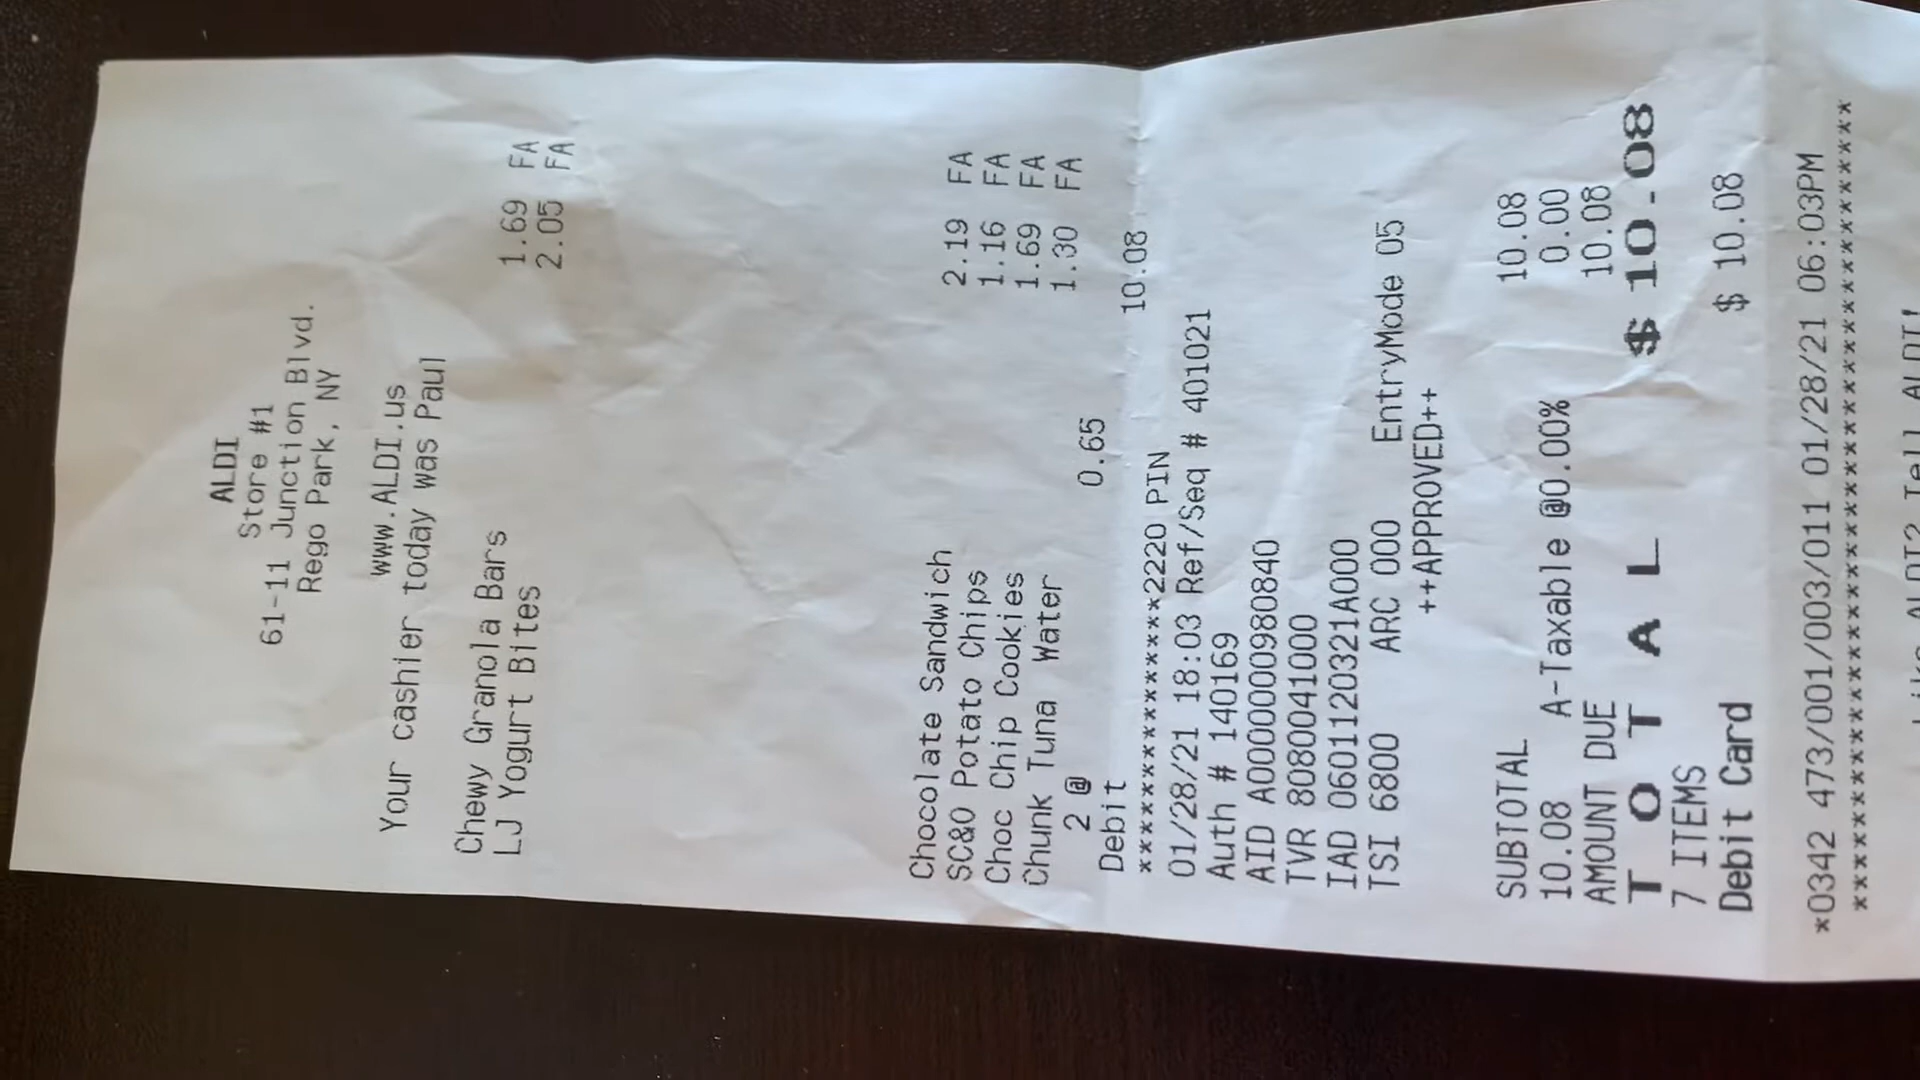 ALDI
Store #1
61-11 Junction Blvd.
Rego Park, NY
www.ALDI.us
Your cashier today was Paul
Chewy Granola Bars 1.69 FA
LJ Yogurt Bites 2.05 FA
Chocolate Sandwich 2.19 FA
SC&O Potato Chips 1.16 FA
Choc Chip Cookies 1.69 FA
Chunk Tuna Water 1.30 FA
2 @ 0.65
Debit 10.08
***************2220 PIN
01/28/21 18:03 Ref/Seq # 401021
Auth # 140169
AID A0000000980840
TVR 8080041000
IAD 06011203321A000
TSI 6800 ARC 000 EntryMode 05
++APPROVED++
SUBTOTAL 10.08
10.08 A-Taxable @0.00% 0.00
AMOUNT DUE 10.08
T O T A L $ 10.08
7 ITEMS
Debit Card $ 10.08
*0342 473/001/003/011 01/28/21 06:03PM
******************************************
Like ALDI? Tell ALDI!